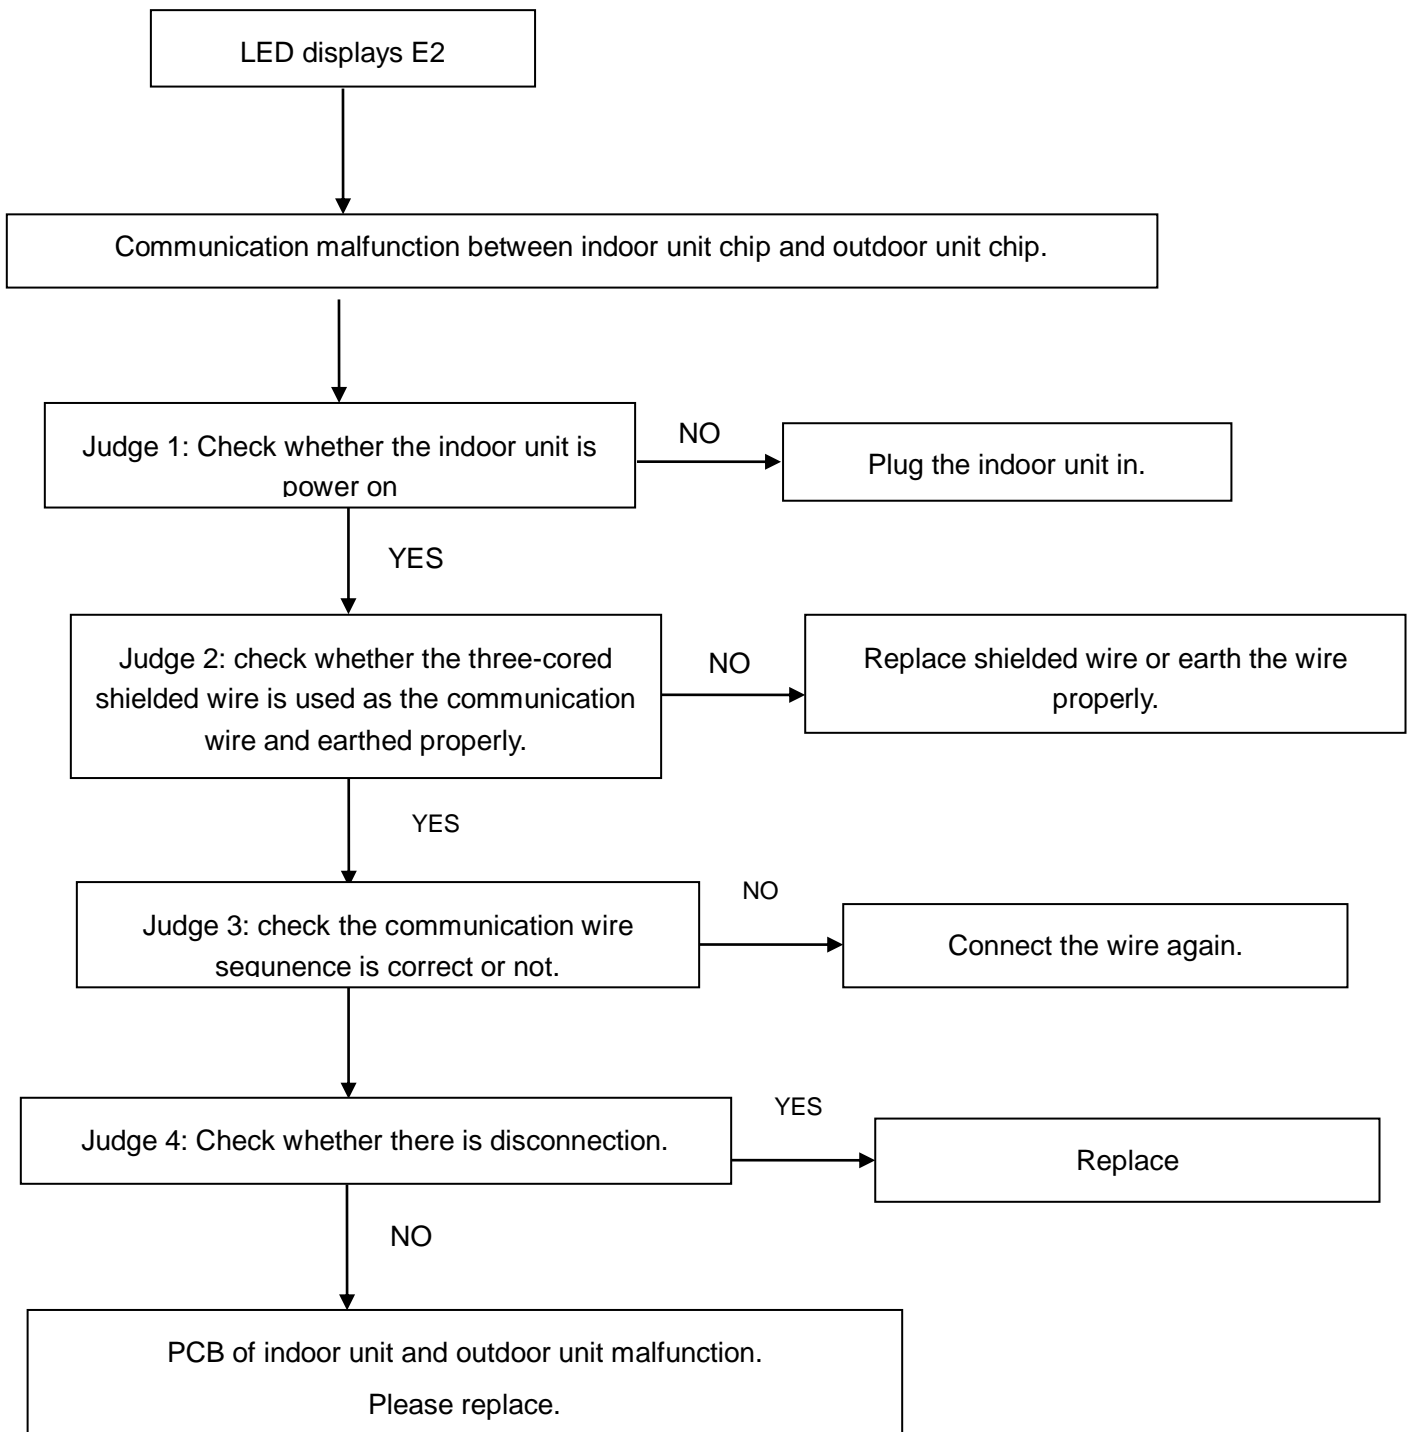 LED displays E2
Communication malfunction between indoor unit chip and outdoor unit chip.
Judge 1: Check whether the indoor unit is
power on
NO
Plug the indoor unit in.
YES
Judge 2: check whether the three-cored
shielded wire is used as the communication
wire and earthed properly.
NO
Replace shielded wire or earth the wire
properly.
YES
Judge 3: check the communication wire
sequnence is correct or not.
NO
Connect the wire again.
Judge 4: Check whether there is disconnection.
YES
Replace
NO
PCB of indoor unit and outdoor unit malfunction.
Please replace.